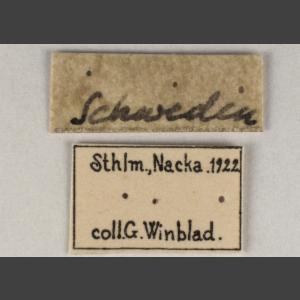 Schweden
Sthlm., Nacka. 1922
coll. G. Winblad.